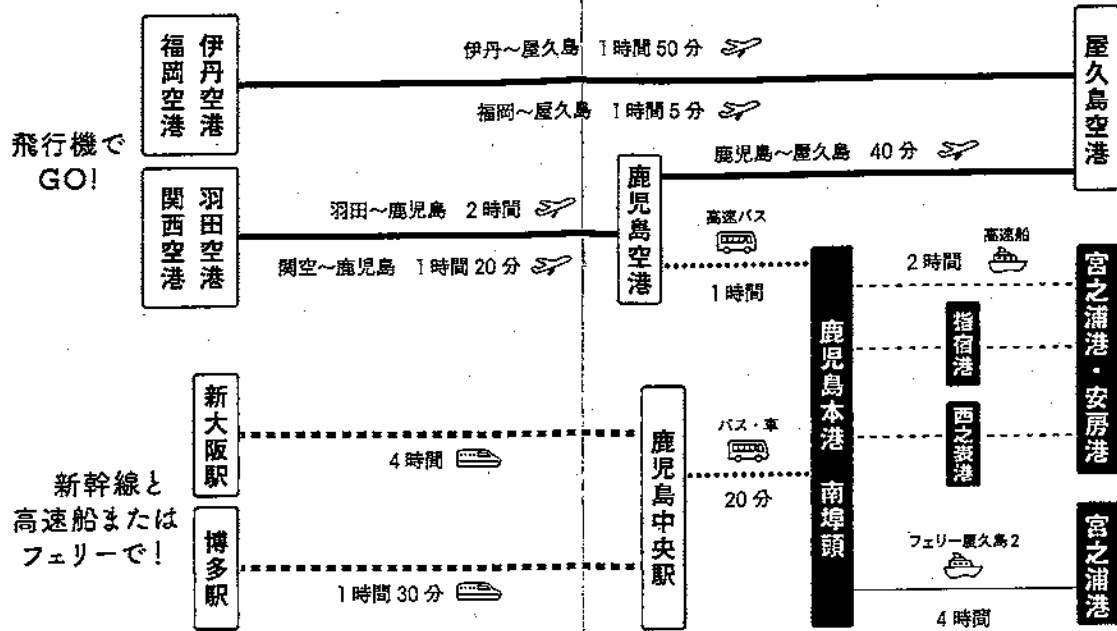 飛行機で
GO!
福岡空港
伊丹空港
伊丹~屋久島 1時間50分
福岡~屋久島 1時間5分
屋久島空港
鹿児島~屋久島 40分
関西空港
羽田空港
羽田~鹿児島 2時間
関空~鹿児島 1時間20分
鹿児島空港
高速バス
1時間
鹿児島本港 南埠頭
高速船
2時間
指宿港
西之表港
宮之浦港・安房港
新幹線と
高速船または
フェリーで!
新大阪駅
4時間
博多駅
1時間30分
鹿児島中央駅
バス・車
20分
フェリー屋久島2
4時間
宮之浦港